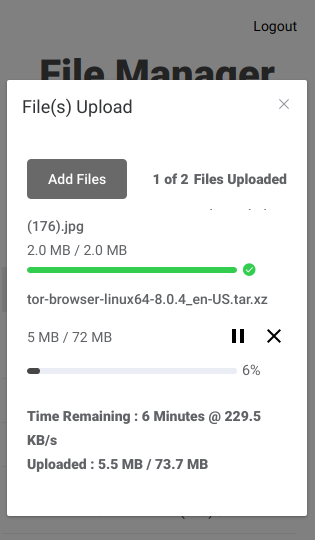 Logout
File Manager
File(s) Upload
Add Files
1 of 2 Files Uploaded
(176).jpg
2.0 MB / 2.0 MB
tor-browser-linux64-8.0.4_en-US.tar.xz
5 MB / 72 MB
6%
Time Remaining : 6 Minutes @ 229.5
KB/s
Uploaded : 5.5 MB / 73.7 MB